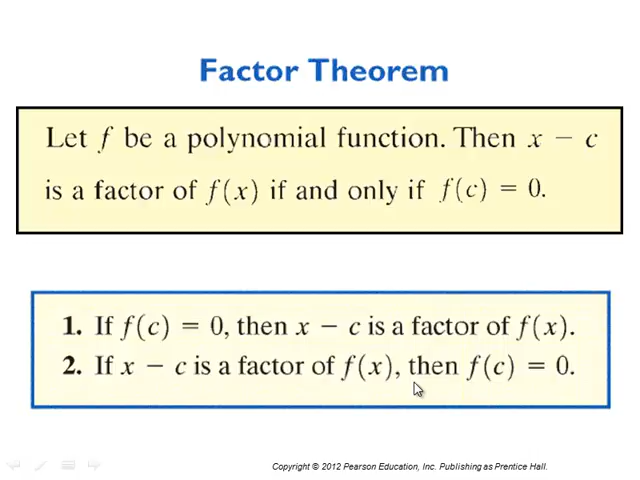 Factor Theorem
Let f be a polynomial function. Then x − c
is a factor of f(x) if and only if f(c) = 0.
1. If f(c) = 0, then x − c is a factor of f(x).
2. If x − c is a factor of f(x), then f(c) = 0.
Copyright © 2012 Pearson Education, Inc. Publishing as Prentice Hall.